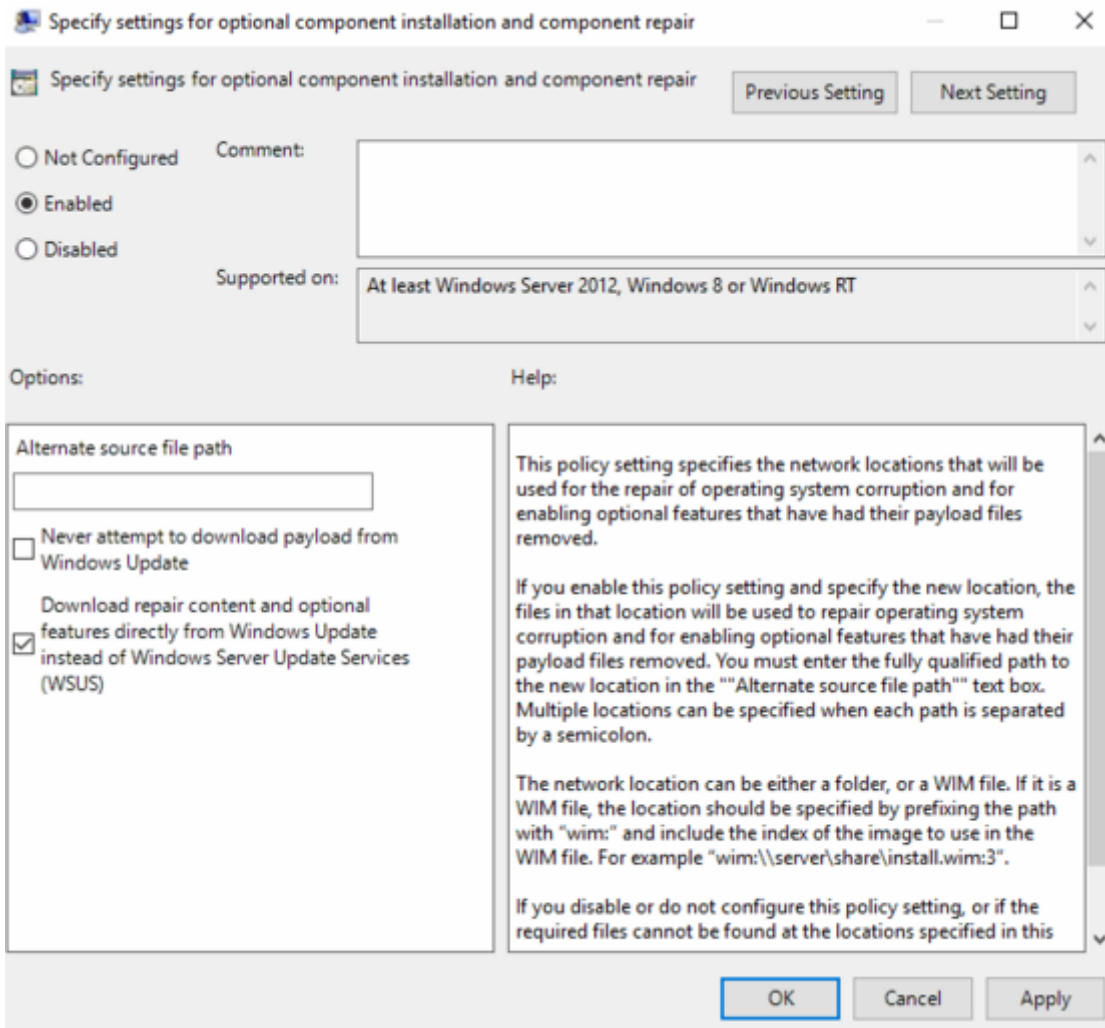 Specify settings for optional component installation and component repair
Specify settings for optional component installation and component repair
Previous Setting
Next Setting
Not Configured
Comment:
Enabled
Disabled
Supported on:
At least Windows Server 2012, Windows 8 or Windows RT
Options:
Help:
Alternate source file path
Never attempt to download payload from
Windows Update
Download repair content and optional
features directly from Windows Update
instead of Windows Server Update Services
(WSUS)
This policy setting specifies the network locations that will be
used for the repair of operating system corruption and for
enabling optional features that have had their payload files
removed.
If you enable this policy setting and specify the new location, the
files in that location will be used to repair operating system
corruption and for enabling optional features that have had their
payload files removed. You must enter the fully qualified path to
the new location in the ""Alternate source file path"" text box.
Multiple locations can be specified when each path is separated
by a semicolon.
The network location can be either a folder, or a WIM file. If it is a
WIM file, the location should be specified by prefixing the path
with “wim:” and include the index of the image to use in the
WIM file. For example “wim:\\server\share\install.wim:3”.
If you disable or do not configure this policy setting, or if the
required files cannot be found at the locations specified in this
OK
Cancel
Apply